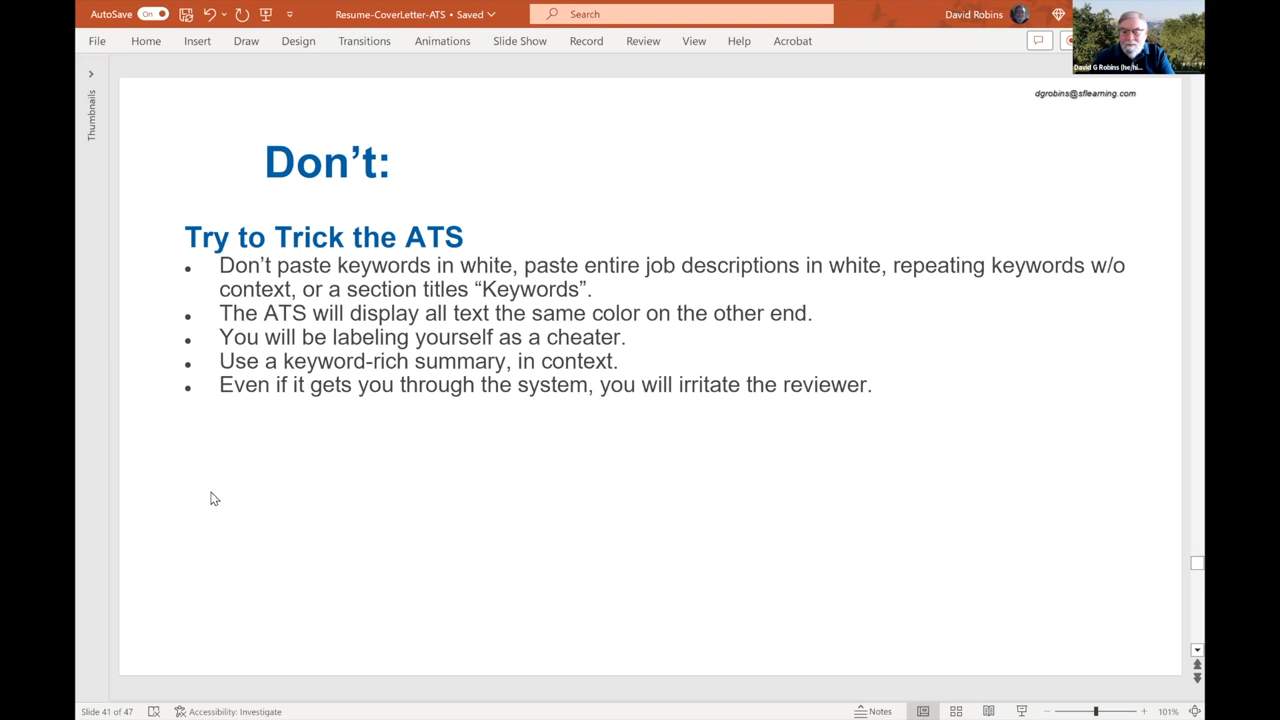 AutoSave On Resume-CoverLetter-ATS • Saved Search David Robins
File Home Insert Draw Design Transitions Animations Slide Show Record Review View Help Acrobat
David G Robins (he/hi...
Thumbnails
dgrobins@sflearning.com
Don’t:
Try to Trick the ATS
• Don’t paste keywords in white, paste entire job descriptions in white, repeating keywords w/o
context, or a section titles “Keywords”.
• The ATS will display all text the same color on the other end.
• You will be labeling yourself as a cheater.
• Use a keyword-rich summary, in context.
• Even if it gets you through the system, you will irritate the reviewer.
Slide 41 of 47 Accessibility: Investigate Notes 101%